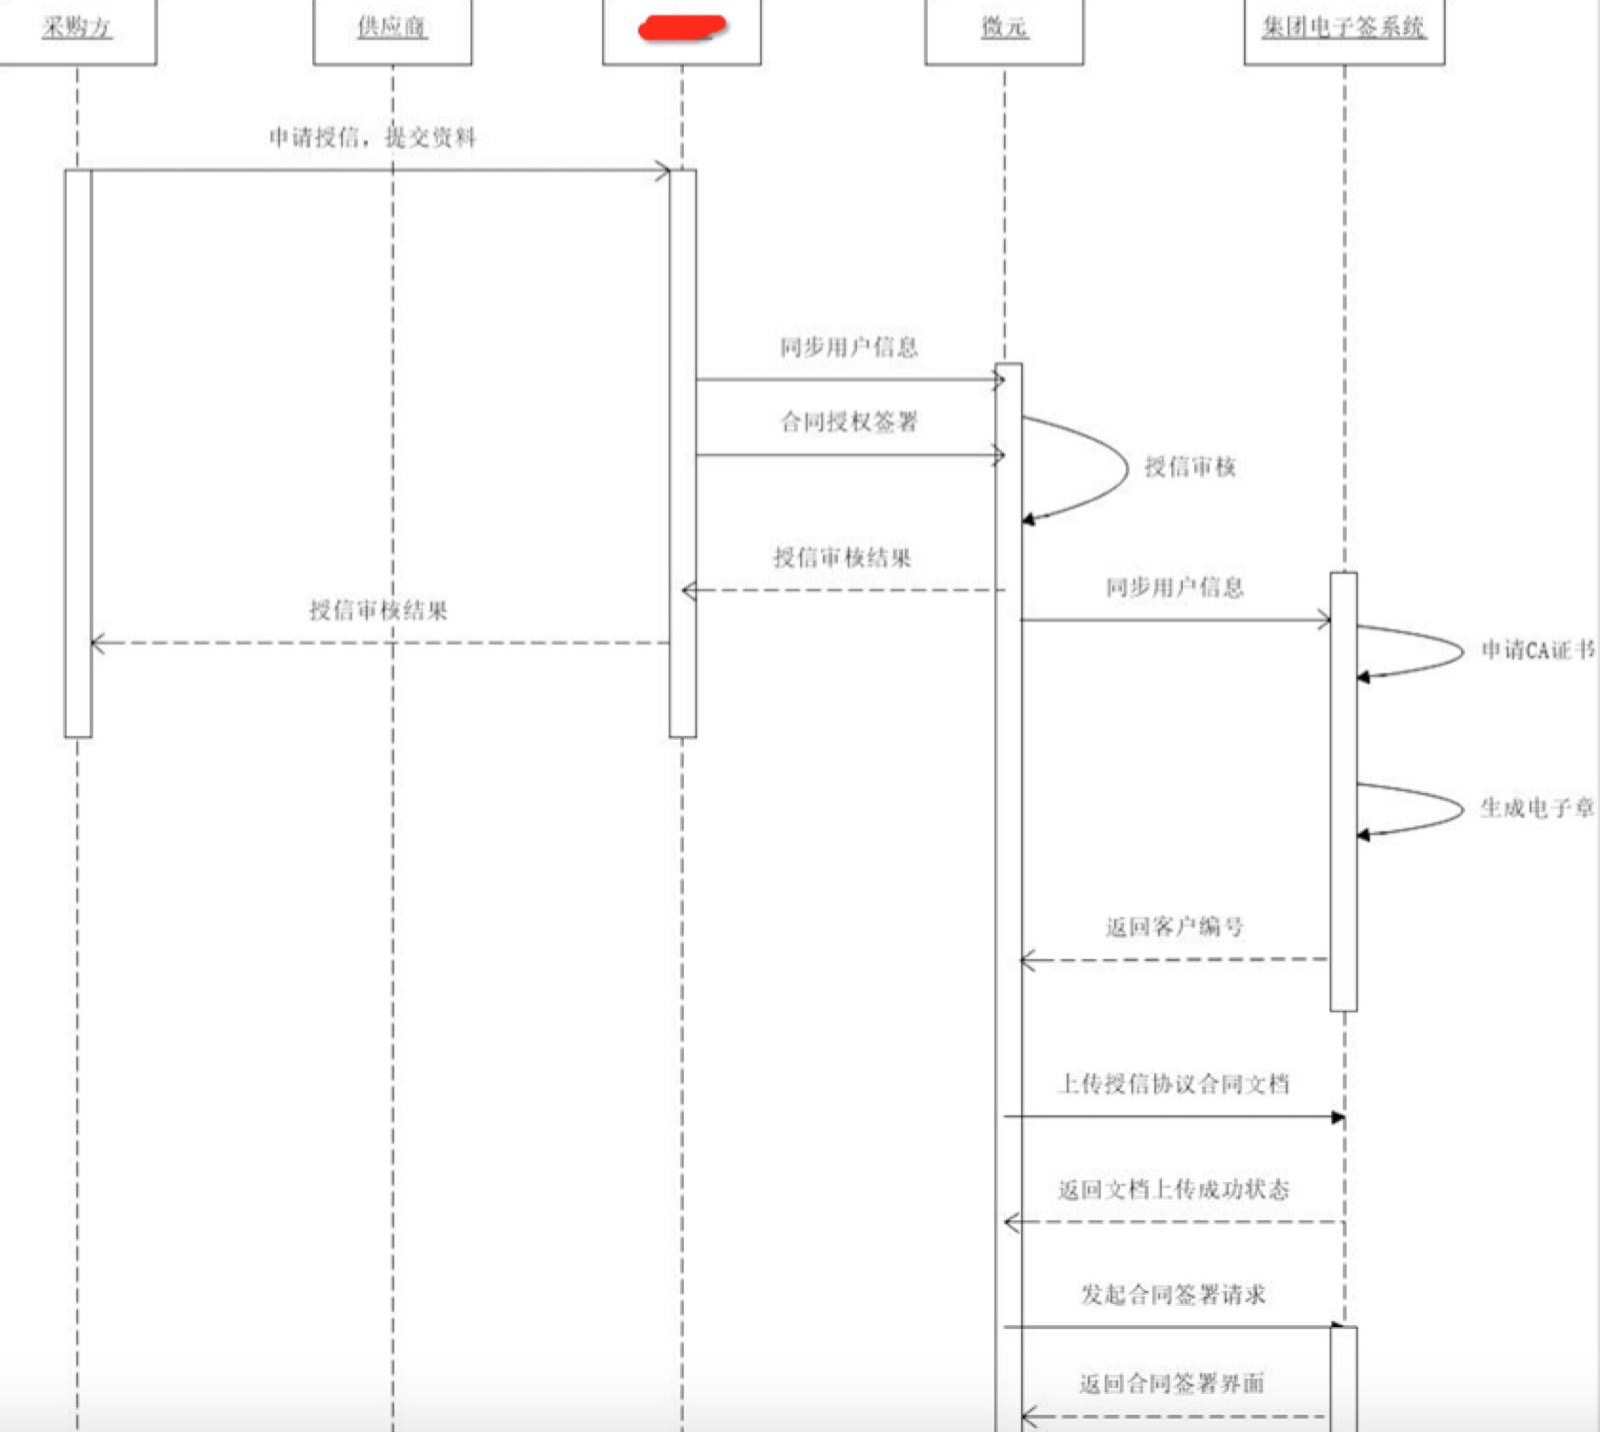 采购方
供应商
微元
集团电子签系统
申请授信，提交资料
同步用户信息
合同授权签署
授信审核
授信审核结果
同步用户信息
授信审核结果
申请CA证书
生成电子章
返回客户编号
上传授信协议合同文档
返回文档上传成功状态
发起合同签署请求
返回合同签署界面